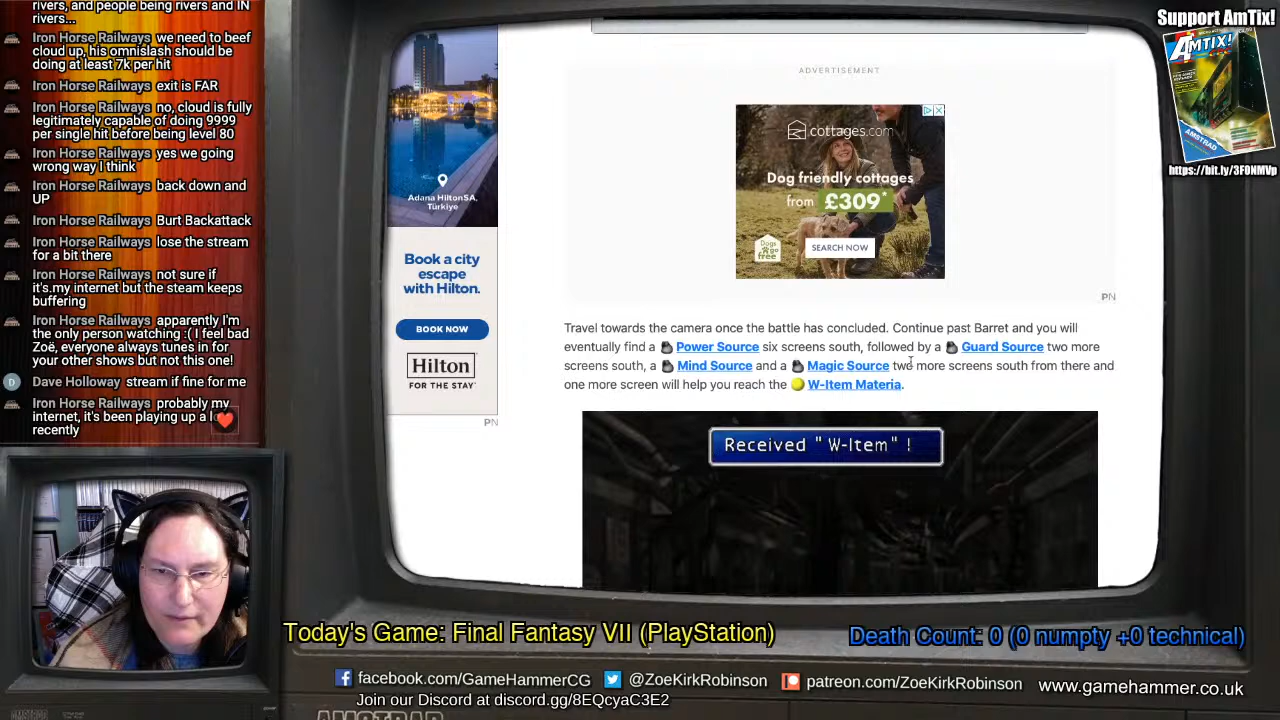 rivers, and people being rivers and IN
rivers...
Iron Horse Railways we need to beef
cloud up, his omnislash should be
doing at least 7k per hit
Iron Horse Railways exit is FAR
Iron Horse Railways no, cloud is fully
legitimately capable of doing 9999
per single hit before being level 80
Iron Horse Railways yes we going
wrong way I think
Iron Horse Railways back down and
UP
Iron Horse Railways Burt Backattack
Iron Horse Railways lose the stream
for a bit there
Iron Horse Railways not sure if
it's.my internet but the steam keeps
buffering
Iron Horse Railways apparently I'm
the only person watching :( I feel bad
Zoë, everyone always tunes in for
your other shows but not this one!
D Dave Holloway stream if fine for me
Iron Horse Railways probably my
internet, it's been playing up a lo
recently
Adana HiltonSA,
Türkiye
Book a city
escape
with Hilton.
BOOK NOW
Hilton
FOR THE STAY
PN
ADVERTISEMENT
cottages.com
Dog friendly cottages
from £309*
Dogs
go
free
SEARCH NOW
PN
Travel towards the camera once the battle has concluded. Continue past Barret and you will
eventually find a Power Source six screens south, followed by a Guard Source two more
screens south, a Mind Source and a Magic Source two more screens south from there and
one more screen will help you reach the W-Item Materia.
Received " W-Item" !
Support AmTix!
AMTIX!
AMSTRAD
https://bit.ly/3F0NMVp
Today's Game: Final Fantasy VII (PlayStation)
Death Count: 0 (0 numpty +0 technical)
facebook.com/GameHammerCG
@ZoeKirkRobinson
patreon.com/ZoeKirkRobinson
www.gamehammer.co.uk
Join our Discord at discord.gg/8EQcyaC3E2
AMSTRAD